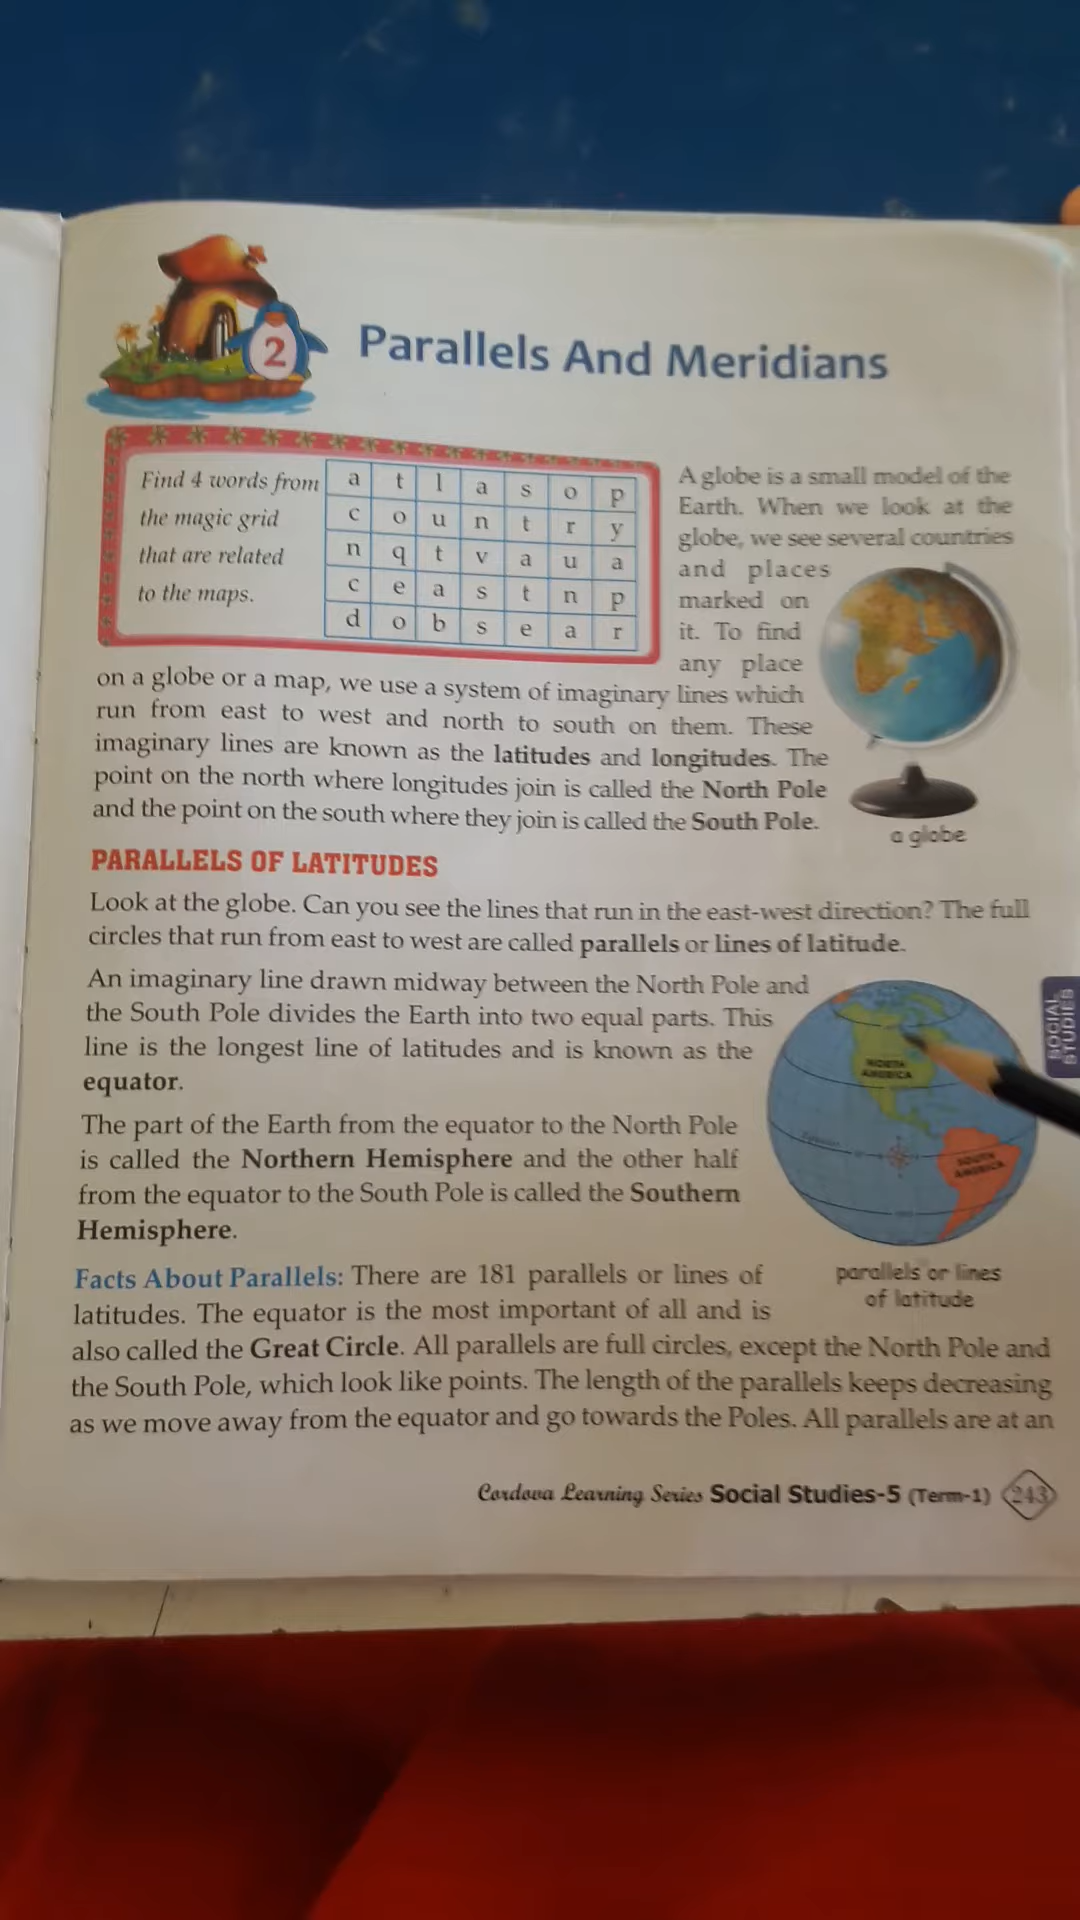 2
Parallels And Meridians
Find 4 words from
the magic grid
that are related
to the maps.
a t l a s o p
c o u n t r y
n q t v a u a
c e a s t n p
d o b s e a r
A globe is a small model of the
Earth. When we look at the
globe, we see several countries
and places
marked on
it. To find
any place
on a globe or a map, we use a system of imaginary lines which
run from east to west and north to south on them. These
imaginary lines are known as the latitudes and longitudes. The
point on the north where longitudes join is called the North Pole
and the point on the south where they join is called the South Pole.
a globe
PARALLELS OF LATITUDES
Look at the globe. Can you see the lines that run in the east-west direction? The full
circles that run from east to west are called parallels or lines of latitude.
An imaginary line drawn midway between the North Pole and
the South Pole divides the Earth into two equal parts. This
line is the longest line of latitudes and is known as the
equator.
The part of the Earth from the equator to the North Pole
is called the Northern Hemisphere and the other half
from the equator to the South Pole is called the Southern
Hemisphere.
NORTH
AMERICA
Equator
SOUTH
AMERICA
parallels or lines
of latitude
SOCIAL
STUDIES
Facts About Parallels: There are 181 parallels or lines of
latitudes. The equator is the most important of all and is
also called the Great Circle. All parallels are full circles, except the North Pole and
the South Pole, which look like points. The length of the parallels keeps decreasing
as we move away from the equator and go towards the Poles. All parallels are at an
Cordova Learning Series Social Studies-5 (Term-1) 243